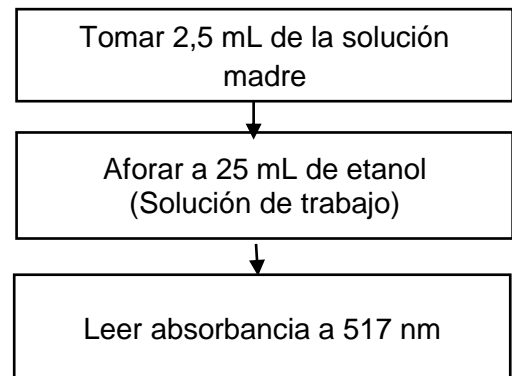 Tomar 2,5 mL de la solución
madre
Aforar a 25 mL de etanol
(Solución de trabajo)
Leer absorbancia a 517 nm